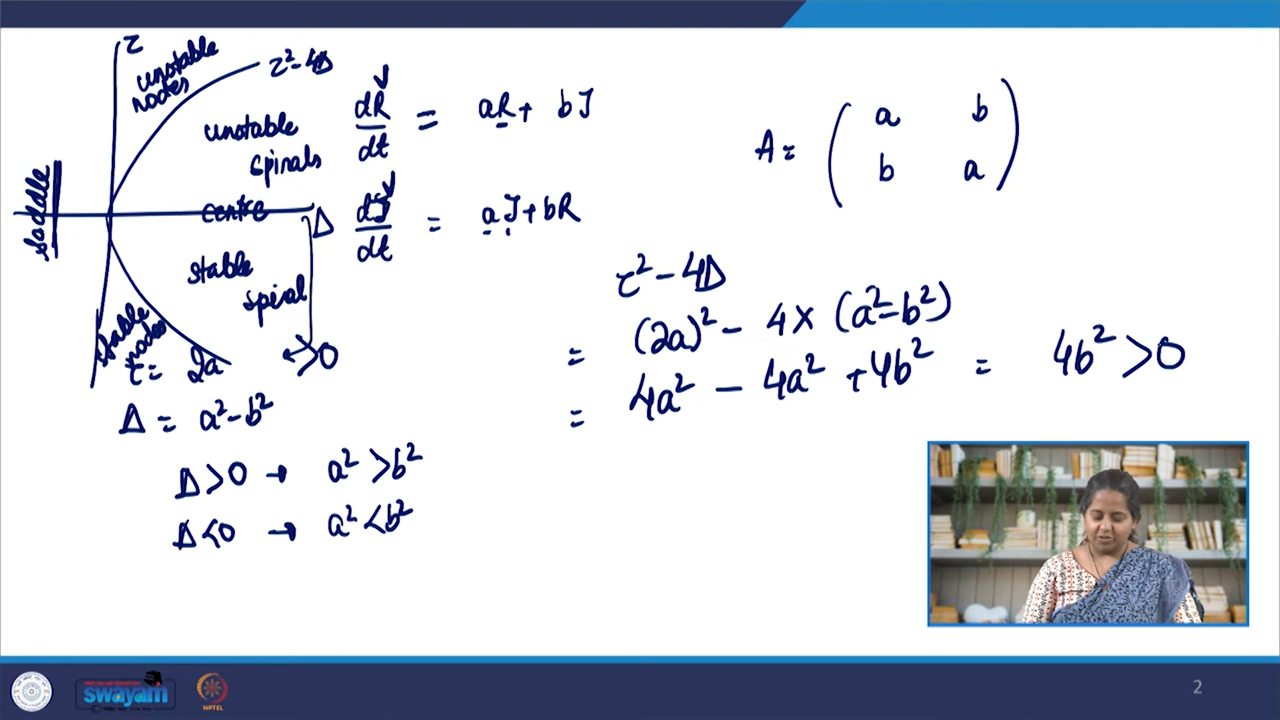 τ
unstable
nodes
τ²-4Δ
unstable
spirals
saddle
centre
Δ
stable
spiral
stable
nodes
dR/dt = aR + bJ
dJ/dt = aJ + bR
A = ( a b
b a )
τ = 2a
>0
Δ = a²-b²
Δ>0 → a²>b²
Δ<0 → a²<b²
τ² - 4Δ
= (2a)² - 4 × (a²-b²)
= 4a² - 4a² + 4b² = 4b² > 0
swayam
NPTEL
2